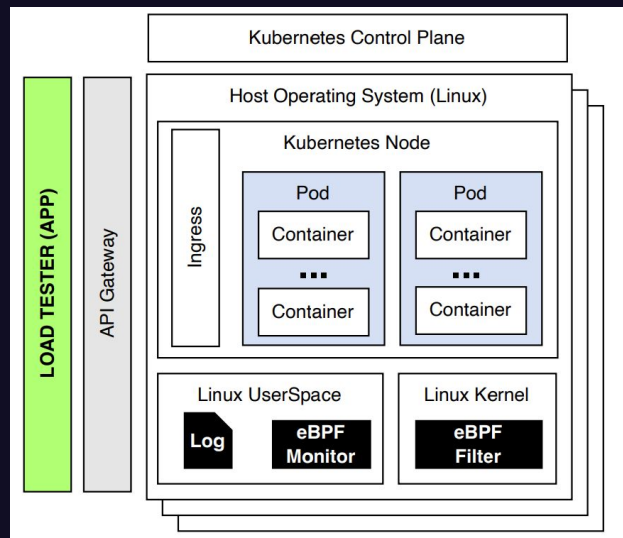 Kubernetes Control Plane
LOAD TESTER (APP)
API Gateway
Host Operating System (Linux)
Kubernetes Node
Ingress
Pod
Container
...
Container
Pod
Container
...
Container
Linux UserSpace
Log
eBPF
Monitor
Linux Kernel
eBPF
Filter